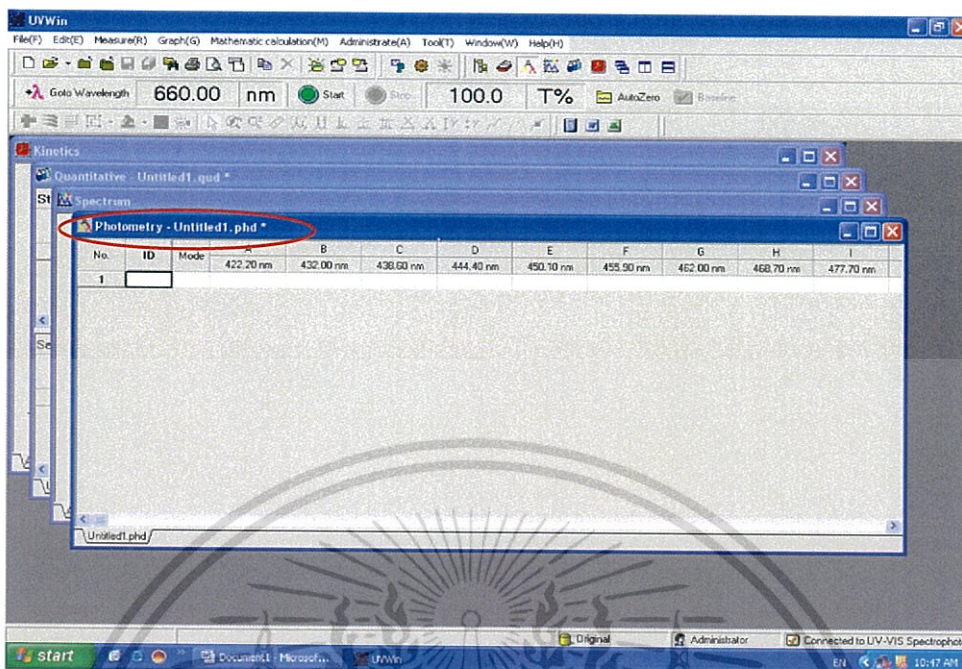 UVWin
File(F) Edit(E) Measure(R) Graph(G) Mathematic calculation(M) Administrate(A) Tool(T) Window(W) Help(H)
Goto Wavelength 660.00 nm Start Stop 100.0 T% AutoZero Baseline
Kinetics
Quantitative - Untitled1.qud *
St Spectrum
Photometry - Untitled1.phd *
No. ID Mode A B C D E F G H I
422.20 nm 432.00 nm 438.60 nm 444.40 nm 450.10 nm 455.90 nm 462.00 nm 468.70 nm 477.70 nm
1
Se
Untitled1.phd
Original Administrator Connected to UV-VIS Spectrophot
start Document1 - Microsof... UVWin EN 10:47 AM